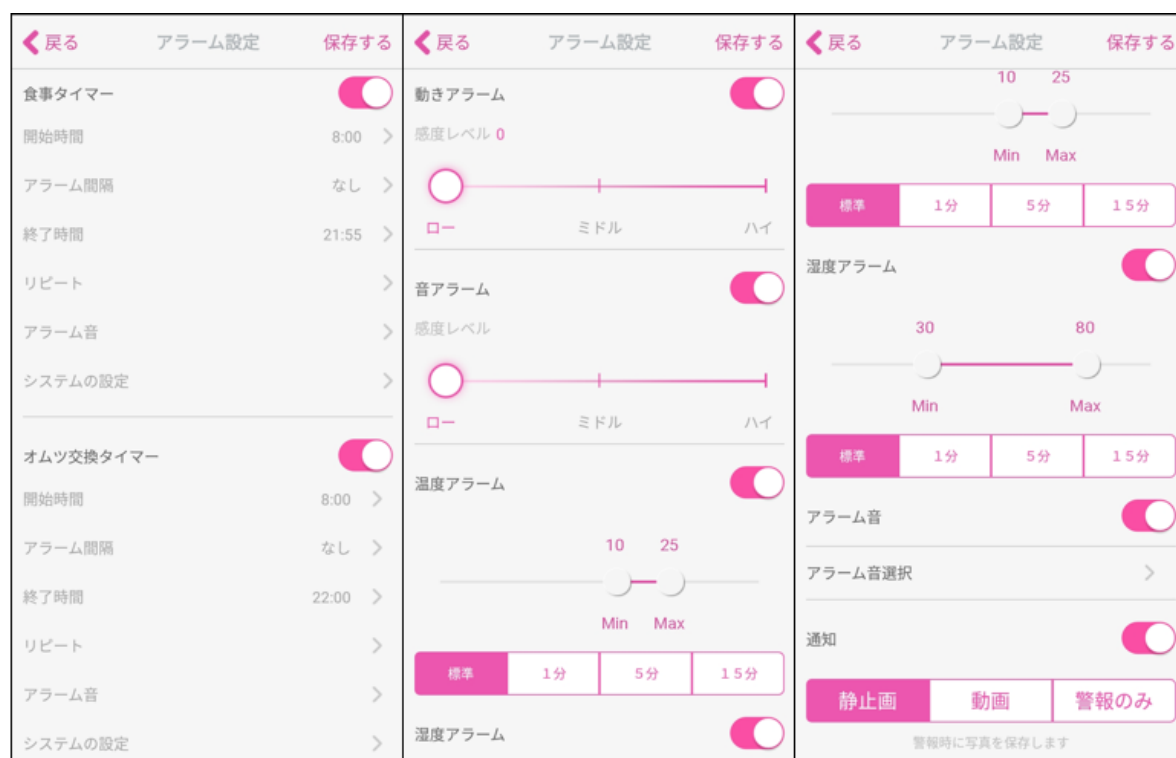 戻る アラーム設定 保存する
食事タイマー
開始時間 8:00
アラーム間隔 なし
終了時間 21:55
リピート
アラーム音
システムの設定
オムツ交換タイマー
開始時間 8:00
アラーム間隔 なし
終了時間 22:00
リピート
アラーム音
システムの設定
戻る アラーム設定 保存する
動きアラーム
感度レベル 0
ロー ミドル ハイ
音アラーム
感度レベル
ロー ミドル ハイ
温度アラーム
10 25
Min Max
標準 1分 5分 15分
湿度アラーム
戻る アラーム設定 保存する
10 25
Min Max
標準 1分 5分 15分
湿度アラーム
30 80
Min Max
標準 1分 5分 15分
アラーム音
アラーム音選択
通知
静止画 動画 警報のみ
警報時に写真を保存します